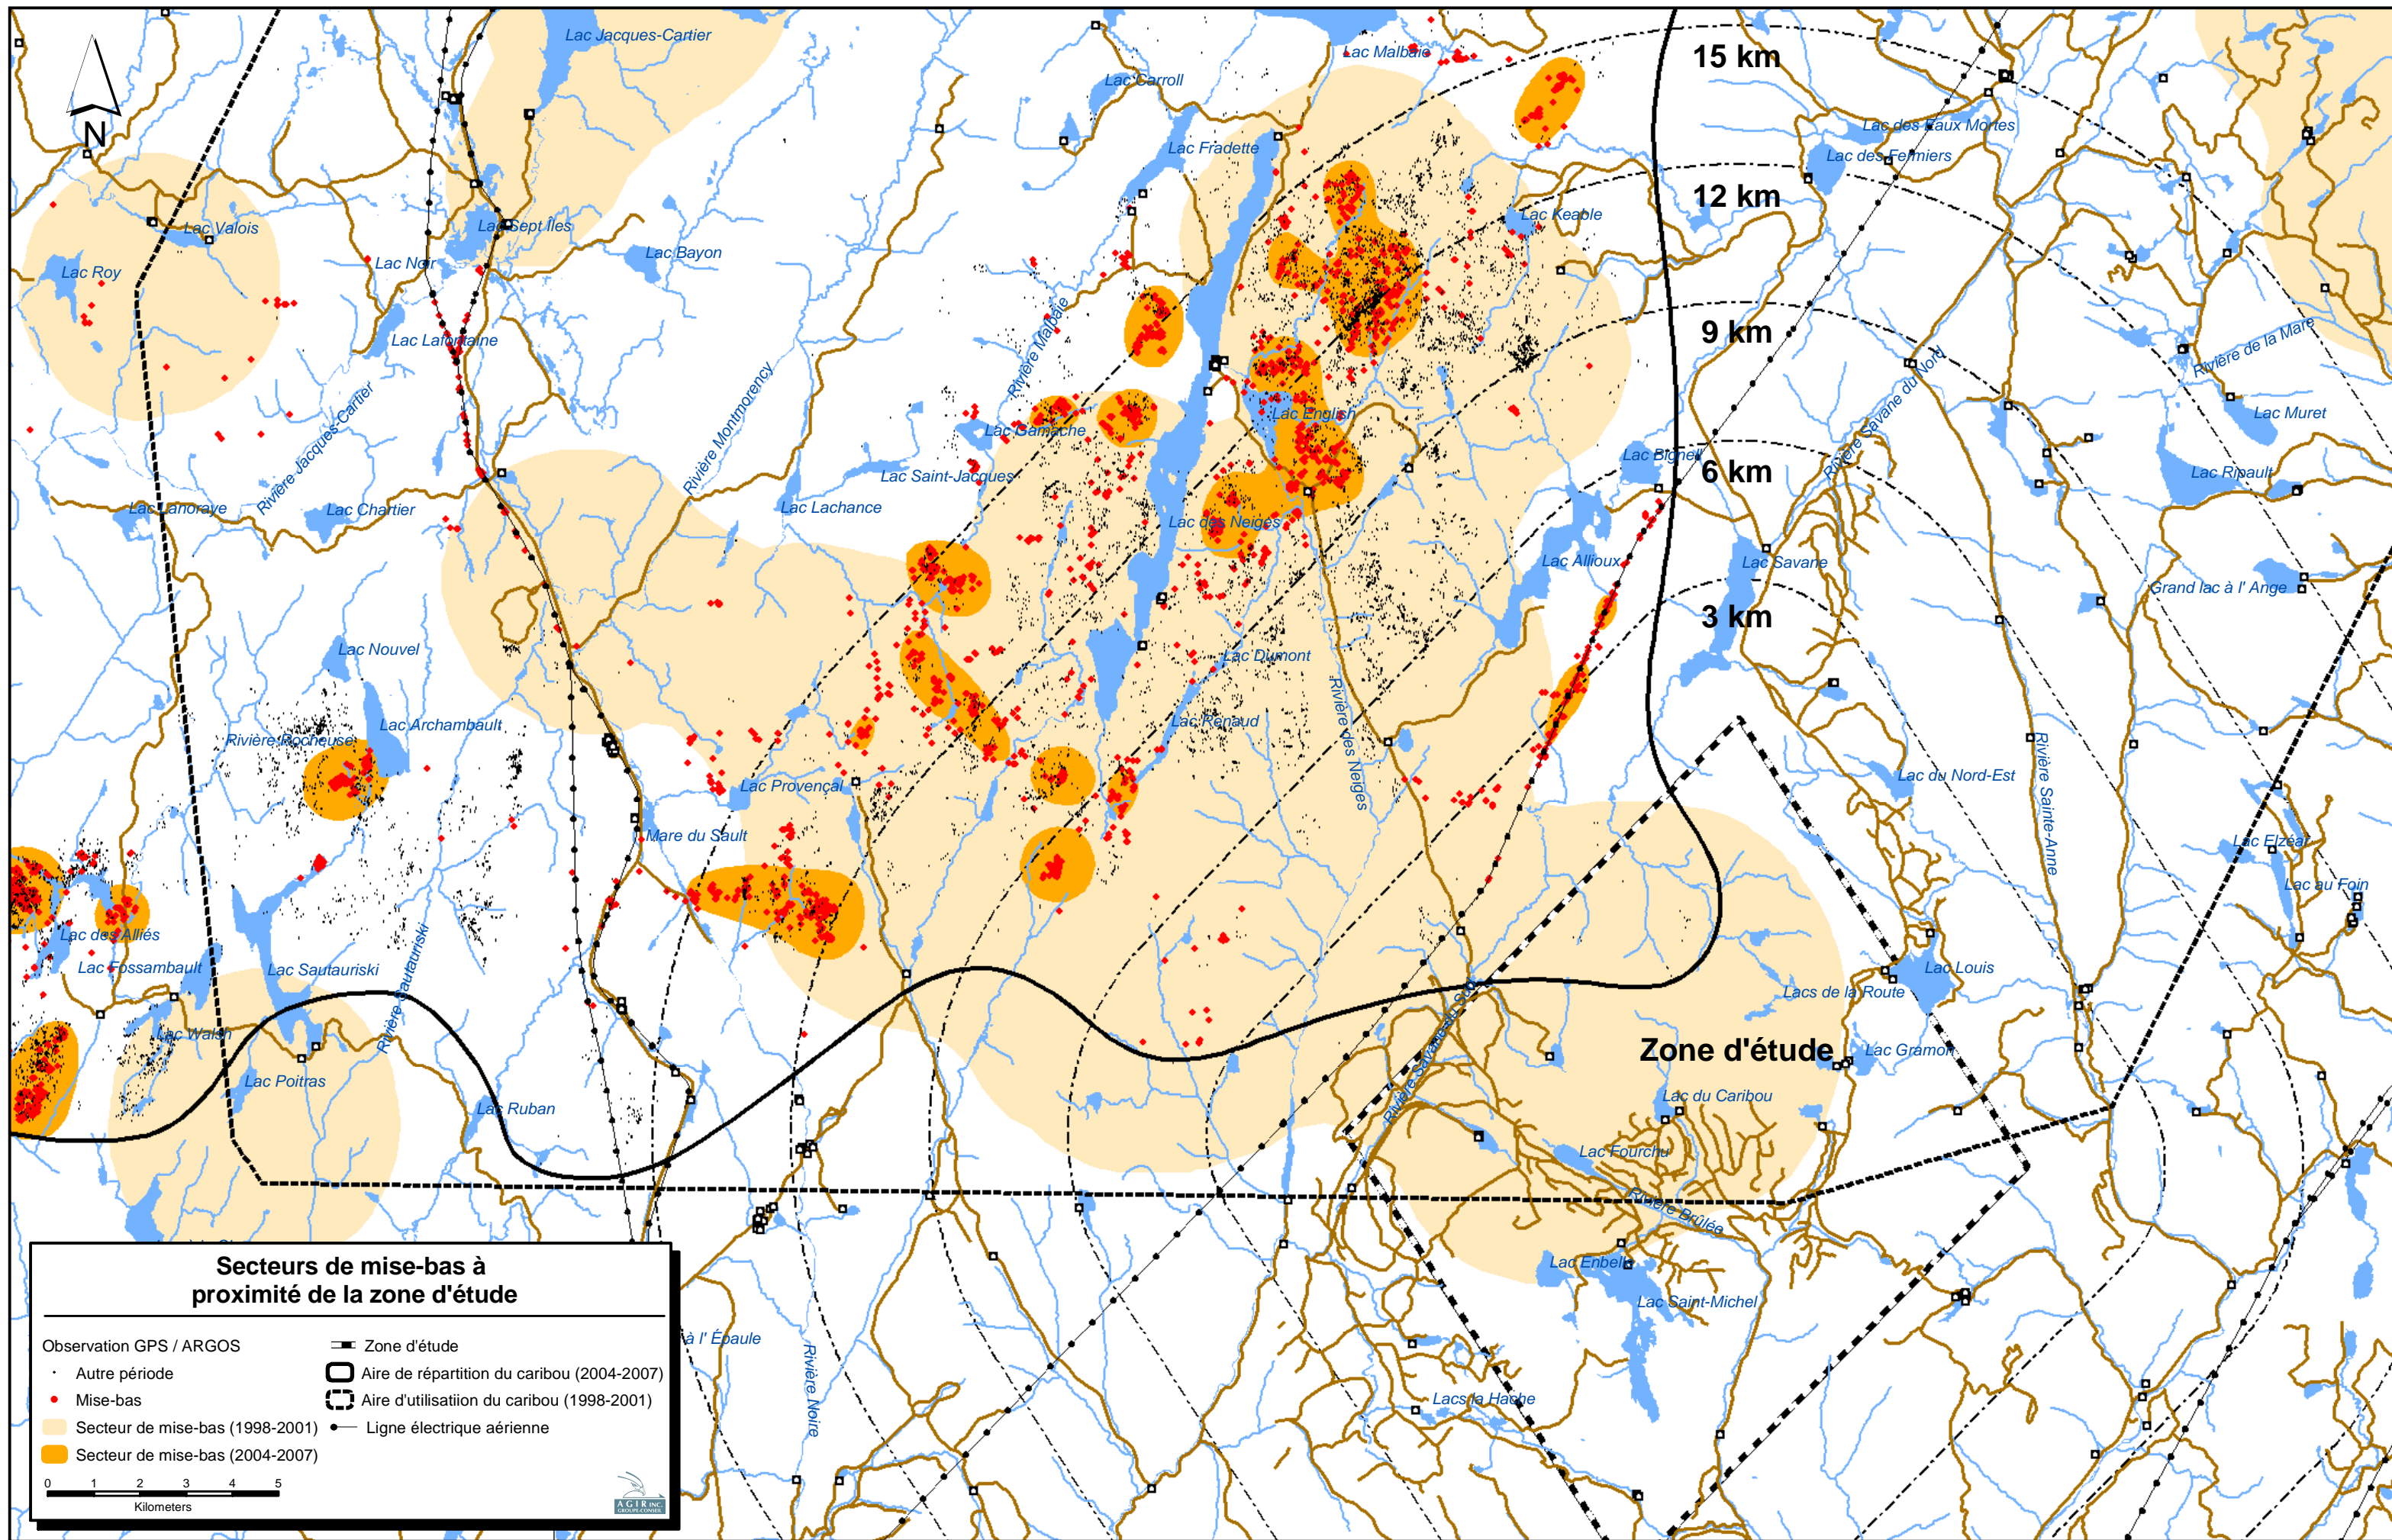 Lac Jacques-Cartier
Lac Malbaie
15 km
Lac Carroll
N
Lac des Eaux Mortes
Lac Fradette
Lac des Fermiers
12 km
Lac Keable
Lac Valois
Lac Sept Îles
Lac Bayon
Lac Noir
Lac Roy
Rivière Malbaie
9 km
Lac Lafontaine
Rivière de la Mare
Rivière Savane du Nord
Rivière Jacques-Cartier
Rivière Montmorency
Lac English
Lac Muret
Lac Gamache
Lac Bignell
6 km
Lac Ripault
Lac Saint-Jacques
Lac Lanoraye
Lac Chartier
Lac Lachance
Lac des Neiges
Lac Allioux
Lac Savane
Grand lac à l' Ange
3 km
Lac Nouvel
Lac Dumont
Lac Archambault
Lac Renaud
Rivière des Neiges
Rivière Rocheuse
Lac Provençal
Lac du Nord-Est
Rivière Sainte-Anne
Mare du Sault
Lac Elzéar
Lac au Foin
Lac des Alliés
Lac Fossambault
Lac Sautauriski
Rivière Sautauriski
Lac Louis
Lacs de la Route
Lac Walsh
Rivière Savane du Sud
Zone d'étude
Lac Gramont
Lac Poitras
Lac Ruban
Lac du Caribou
Lac Fourchu
Rivière Brûlée
Lac Enbelle
Lac Saint-Michel
à l' Épaule
Rivière Noire
Lacs la Hache
Secteurs de mise-bas à
proximité de la zone d'étude
Observation GPS / ARGOS
Autre période
Mise-bas
Secteur de mise-bas (1998-2001)
Secteur de mise-bas (2004-2007)
Zone d'étude
Aire de répartition du caribou (2004-2007)
Aire d'utilisatiion du caribou (1998-2001)
Ligne électrique aérienne
0 1 2 3 4 5
Kilometers
AGIR INC.
GROUPE-CONSEIL